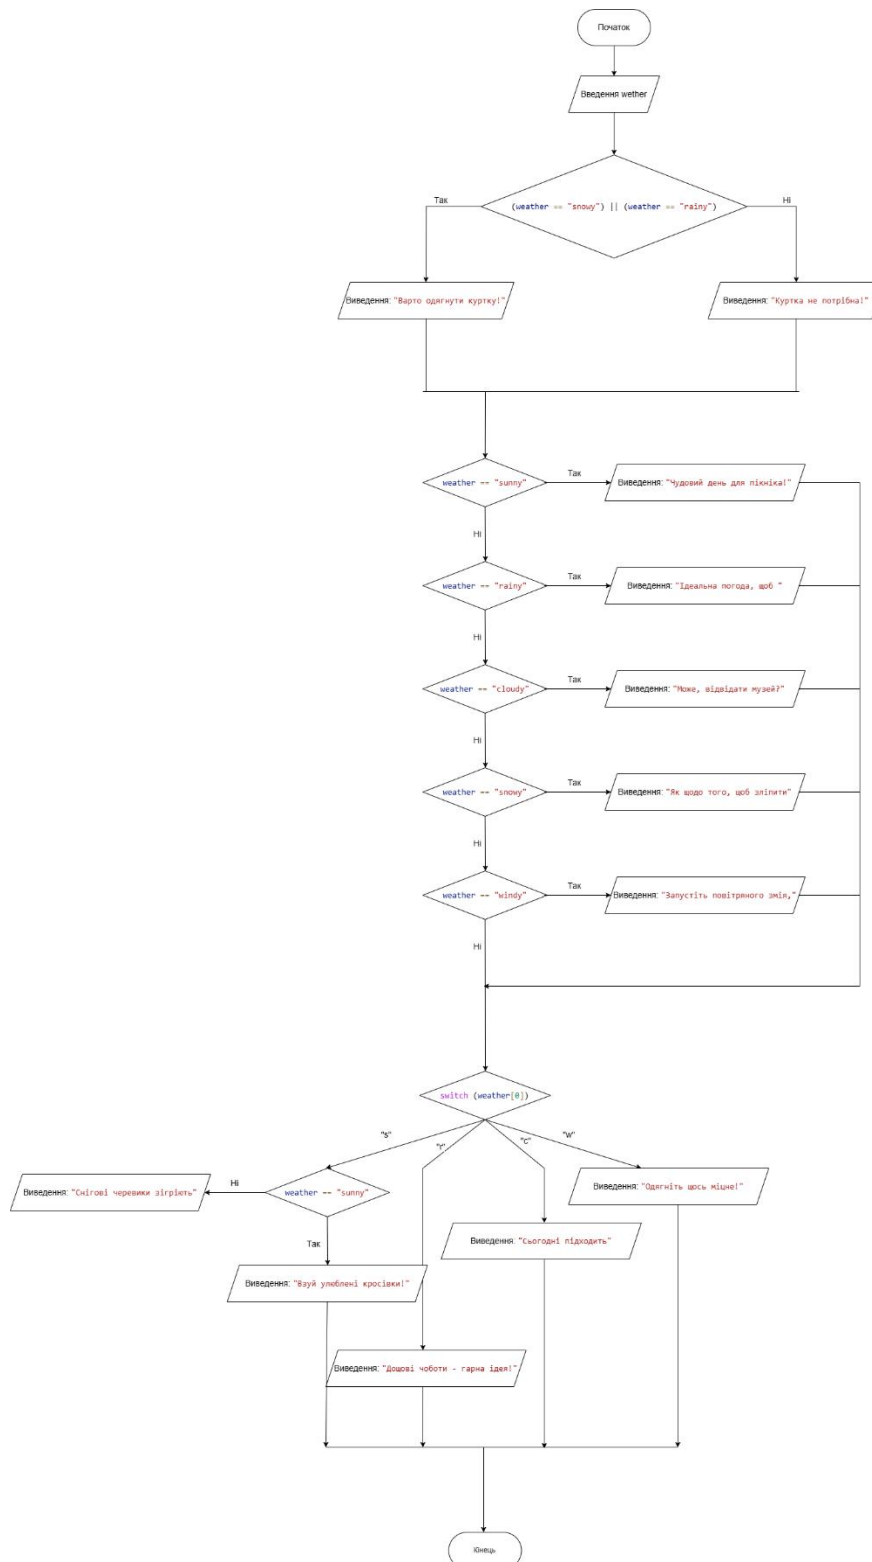 Початок
Введення wether
Так
(weather == "snowy") || (weather == "rainy")
Ні
Виведення: "Варто одягнути куртку!"
Виведення: "Куртка не потрібна!"
weather == "sunny"
Так
Виведення: "Чудовий день для пікніка!"
Ні
weather == "rainy"
Так
Виведення: "Ідеальна погода, щоб "
Ні
weather == "cloudy"
Так
Виведення: "Може, відвідати музей?"
Ні
weather == "snowy"
Так
Виведення: "Як щодо того, щоб зліпити"
Ні
weather == "windy"
Так
Виведення: "Запустіть повітряного змія,"
Ні
switch (weather[0])
"s"
"r"
"c"
"w"
Виведення: "Снігові черевики зігріють"
Ні
weather == "sunny"
Виведення: "Одягніть щось міцне!"
Так
Виведення: "Сьогодні підходить"
Виведення: "Взуй улюблені кросівки!"
Виведення: "Дощові чоботи - гарна ідея!"
Кінець